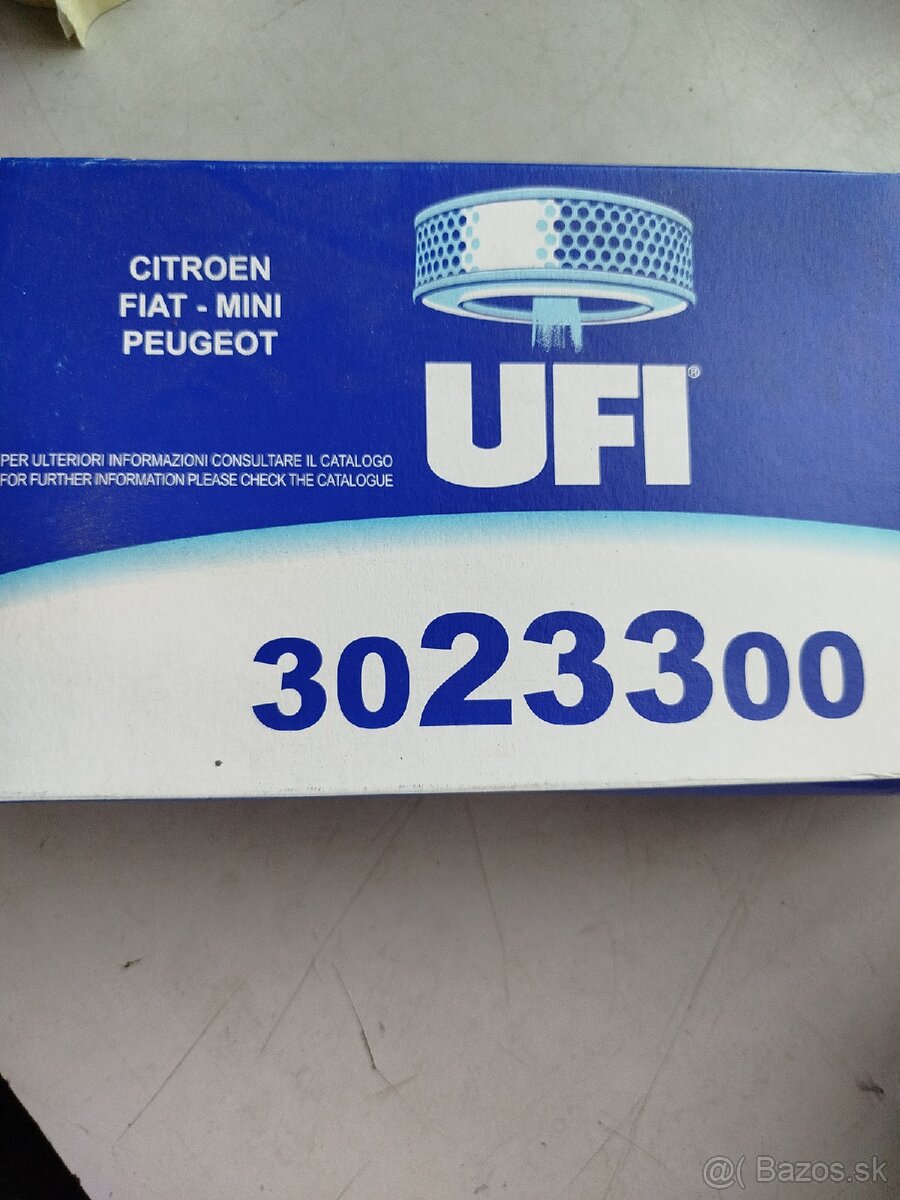 CITROEN
FIAT - MINI
PEUGEOT
PER ULTERIORI INFORMAZIONI CONSULTARE IL CATALOGO
FOR FURTHER INFORMATION PLEASE CHECK THE CATALOGUE
UFI®
3023300
@( Bazos.sk